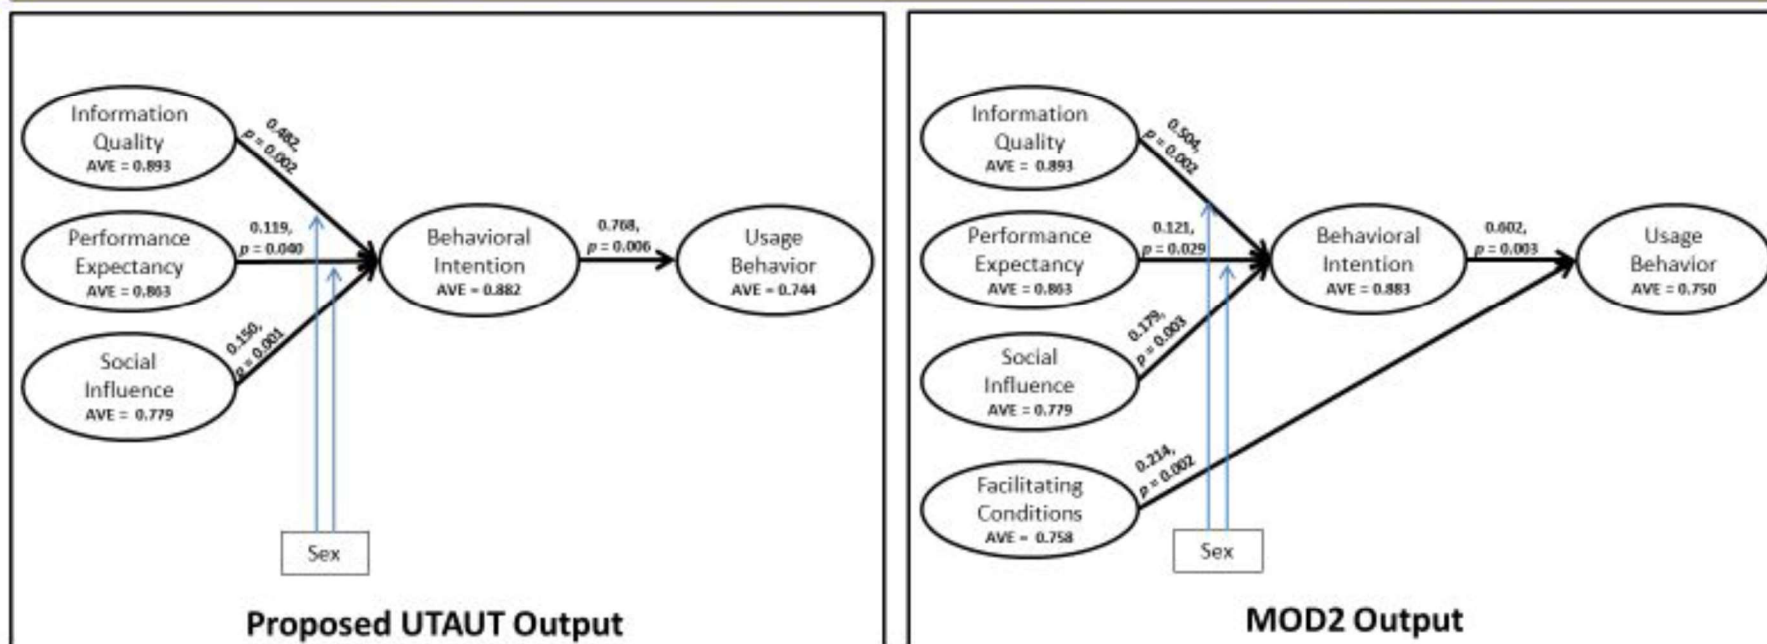 Information
Quality
AVE = 0.893
0.482,
p = 0.002
Performance
Expectancy
AVE = 0.863
0.119,
p = 0.040
Social
Influence
AVE = 0.779
0.150,
p = 0.001
Behavioral
Intention
AVE = 0.882
0.768,
p = 0.006
Usage
Behavior
AVE = 0.744
Sex
Proposed UTAUT Output
Information
Quality
AVE = 0.893
0.504,
p = 0.002
Performance
Expectancy
AVE = 0.863
0.121,
p = 0.029
Social
Influence
AVE = 0.779
0.179,
p = 0.003
Facilitating
Conditions
AVE = 0.758
0.214,
p = 0.002
Behavioral
Intention
AVE = 0.883
0.602,
p = 0.003
Usage
Behavior
AVE = 0.750
Sex
MOD2 Output